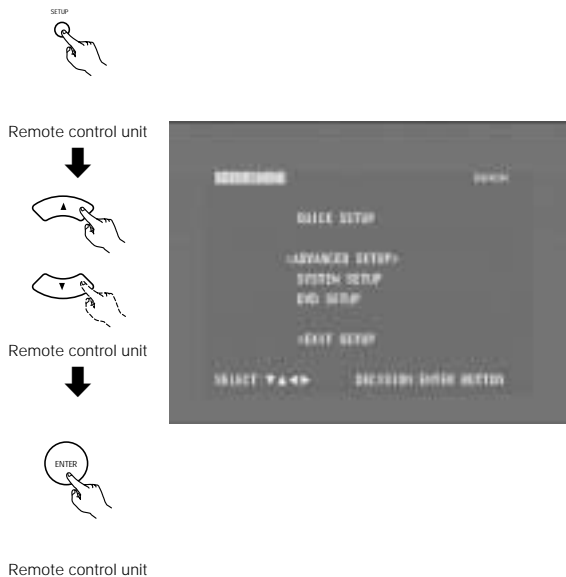 SETUP
Remote control unit
▲
▼
Remote control unit
ENTER
Remote control unit
QUICK SETUP
<ADVANCED SETUP>
SYSTEM SETUP
DVD SETUP
EXIT SETUP
SELECT ▼▲◀▶ DECISION: ENTER BUTTON